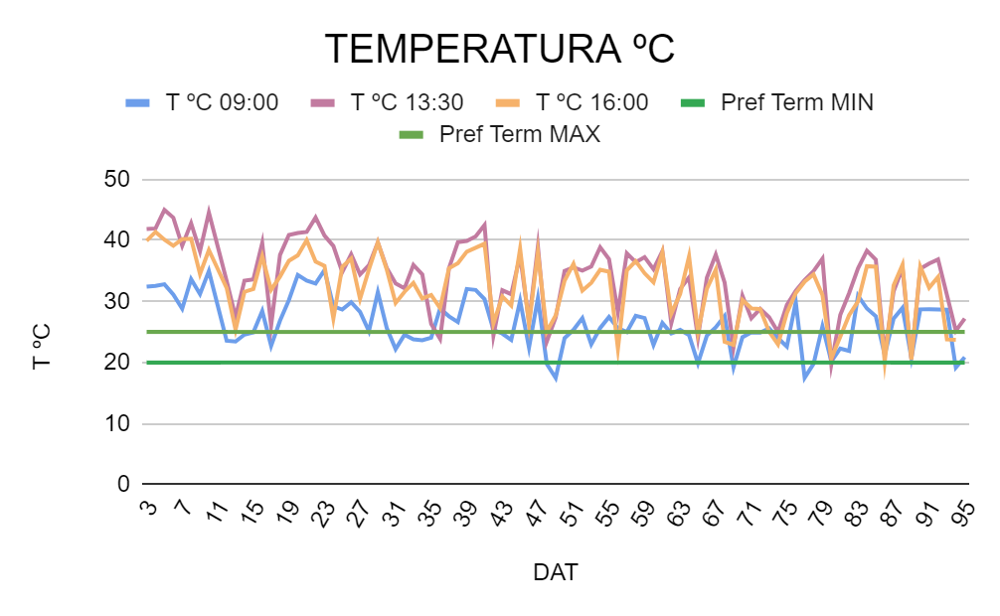 TEMPERATURA ºC
T ºC 09:00 T ºC 13:30 T ºC 16:00 Pref Term MIN
Pref Term MAX
50
40
30
20
10
0
T ºC
3 7 11 15 19 23 27 31 35 39 43 47 51 55 59 63 67 71 75 79 83 87 91 95
DAT